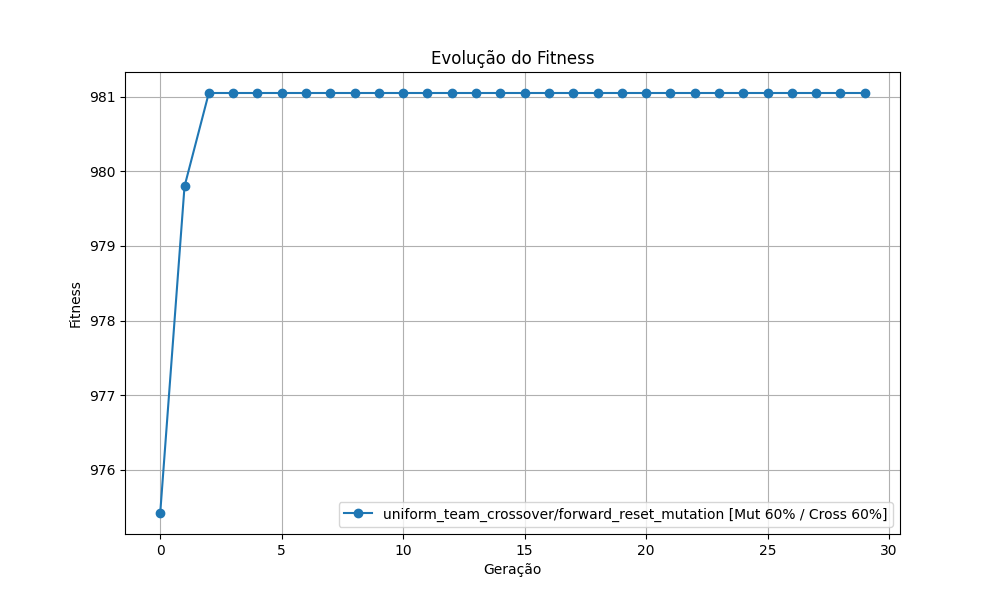 Evolução do Fitness
Fitness
981
980
979
978
977
976
uniform_team_crossover/forward_reset_mutation [Mut 60% / Cross 60%]
0 5 10 15 20 25 30
Geração